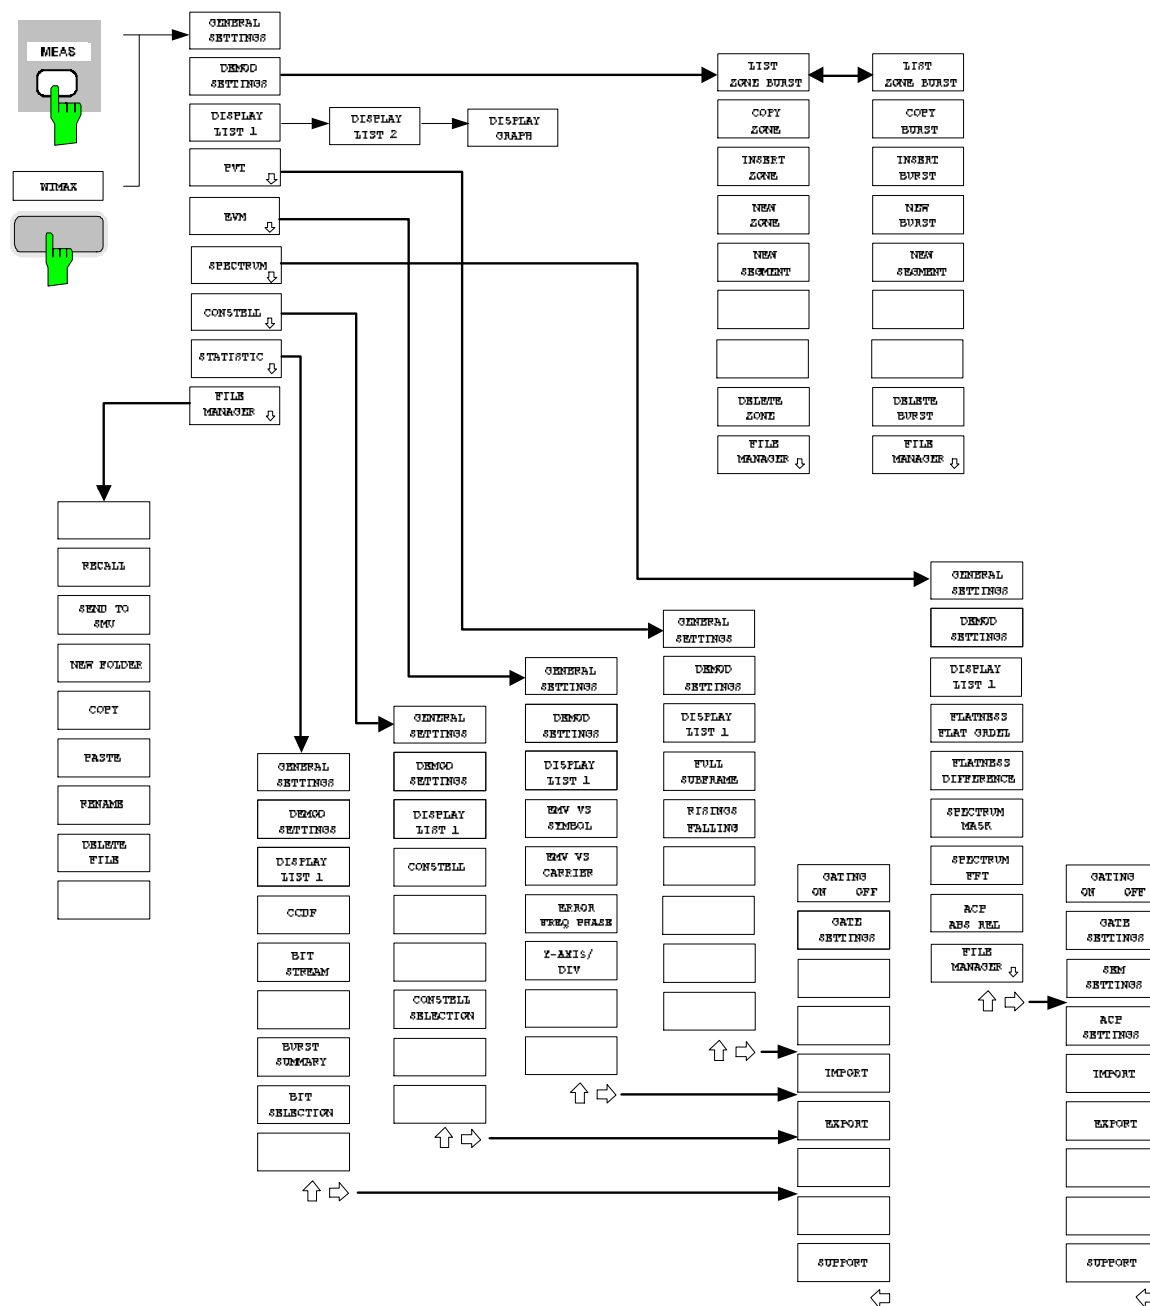 MEAS
WIMAX
GENERAL
SETTINGS
DEMOD
SETTINGS
DISPLAY
LIST 1
DISPLAY
LIST 2
DISPLAY
GRAPH
PVT
EVM
SPECTRUM
CONSTELL
STATISTIC
FILE
MANAGER
LIST
ZONE BURST
COPY
ZONE
INSERT
ZONE
NEW
ZONE
NEW
SEGMENT
DELETE
ZONE
FILE
MANAGER
LIST
ZONE BURST
COPY
BURST
INSERT
BURST
NEW
BURST
NEW
SEGMENT
DELETE
BURST
FILE
MANAGER
RECALL
SEND TO
SMU
NEW FOLDER
COPY
PASTE
RENAME
DELETE
FILE
GENERAL
SETTINGS
DEMOD
SETTINGS
DISPLAY
LIST 1
CCDF
BIT
STREAM
BURST
SUMMARY
BIT
SELECTION
GENERAL
SETTINGS
DEMOD
SETTINGS
DISPLAY
LIST 1
CONSTELL
CONSTELL
SELECTION
GENERAL
SETTINGS
DEMOD
SETTINGS
DISPLAY
LIST 1
EMV VS
SYMBOL
EMV VS
CARRIER
ERROR
FREQ PHASE
Y-AXIS/
DIV
GENERAL
SETTINGS
DEMOD
SETTINGS
DISPLAY
LIST 1
FULL
SUBFRAME
RISINGS
FALLING
GATING
ON OFF
GATE
SETTINGS
IMPORT
EXPORT
SUPPORT
GENERAL
SETTINGS
DEMOD
SETTINGS
DISPLAY
LIST 1
FLATNESS
FLAT GRDEL
FLATNESS
DIFFERENCE
SPECTRUM
MASK
SPECTRUM
FFT
ACP
ABS REL
FILE
MANAGER
GATING
ON OFF
GATE
SETTINGS
SEM
SETTINGS
ACP
SETTINGS
IMPORT
EXPORT
SUPPORT